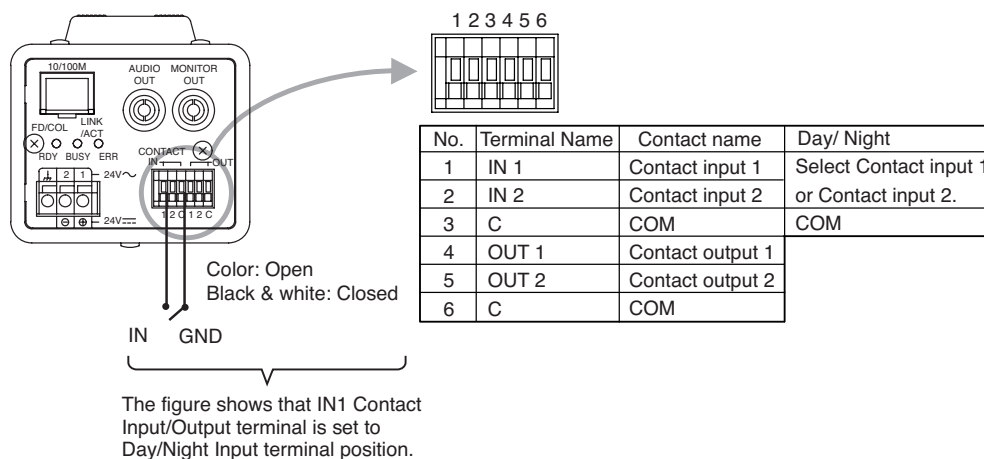 1 2 3 4 5 6
10/100M
AUDIO OUT
MONITOR OUT
FD/COL
LINK /ACT
RDY BUSY ERR
CONTACT
IN
OUT
2 1
24V
24V
1 2 C 1 2 C
No. Terminal Name Contact name Day/ Night
1 IN 1 Contact input 1 Select Contact input 1
2 IN 2 Contact input 2 or Contact input 2.
3 C COM COM
4 OUT 1 Contact output 1
5 OUT 2 Contact output 2
6 C COM
Color: Open
Black & white: Closed
IN GND
The figure shows that IN1 Contact
Input/Output terminal is set to
Day/Night Input terminal position.